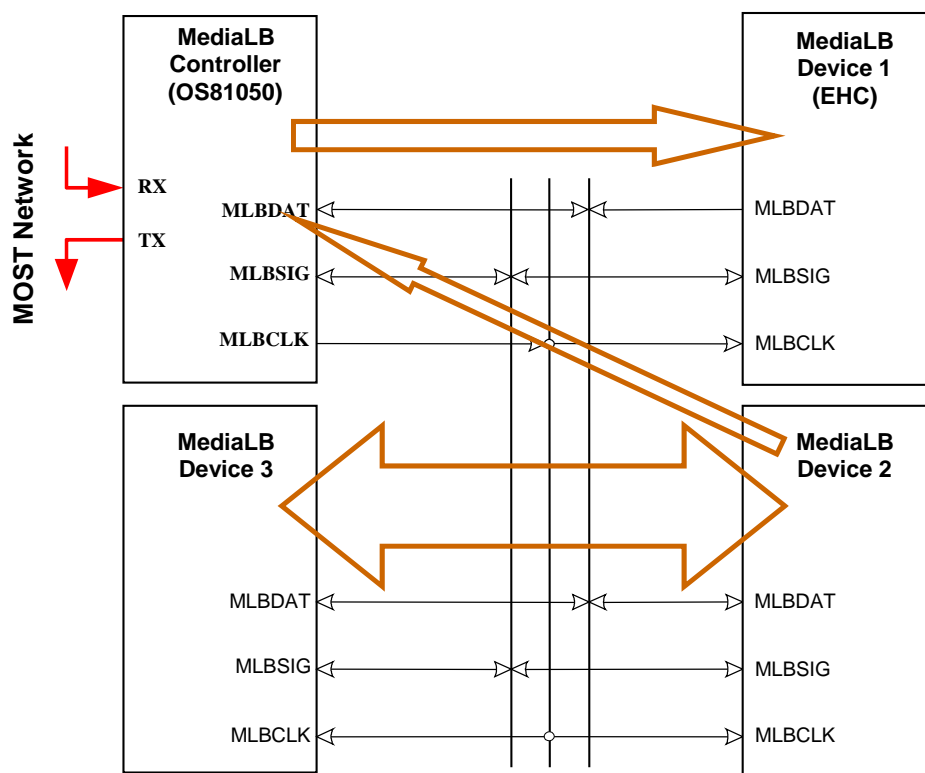 MediaLB
Controller
(OS81050)
MediaLB
Device 1
(EHC)
MOST Network
RX
TX
MLBDAT
MLBSIG
MLBCLK
MLBDAT
MLBSIG
MLBCLK
MediaLB
Device 3
MediaLB
Device 2
MLBDAT
MLBSIG
MLBCLK
MLBDAT
MLBSIG
MLBCLK